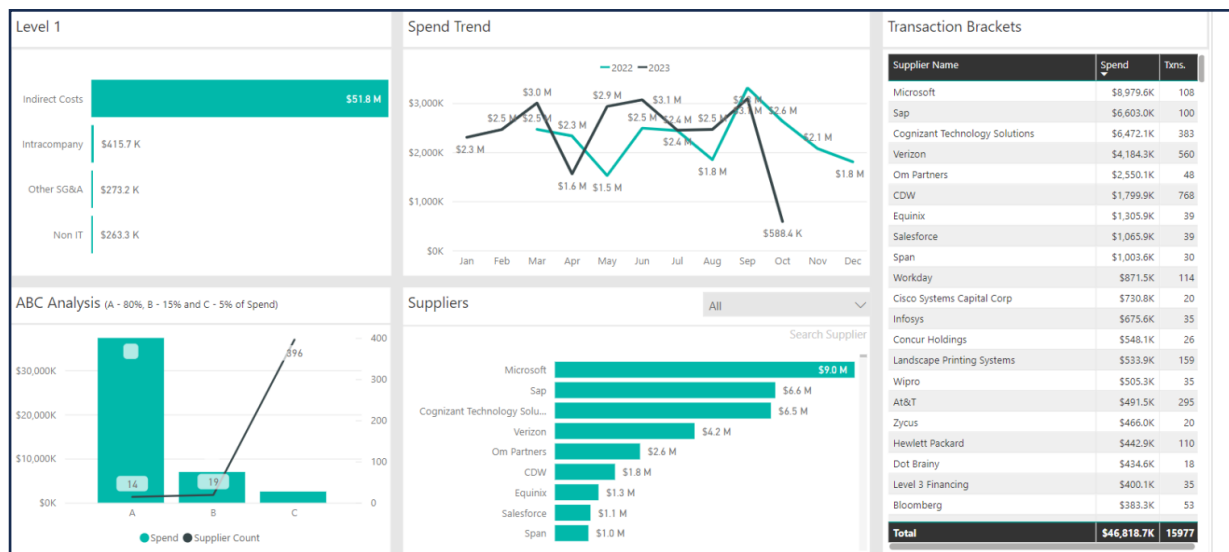 Level 1
Indirect Costs
$51.8 M
Intracompany
$415.7 K
Other SG&A
$273.2 K
Non IT
$263.3 K
Spend Trend
2022
2023
$3,000K
$2,000K
$1,000K
$0K
$2.3 M
$2.5 M
$3.0 M
$2.5 M
$2.3 M
$1.6 M
$2.9 M
$1.5 M
$3.1 M
$2.5 M
$2.4 M
$2.4 M
$2.5 M
$1.8 M
$2.6 M
$588.4 K
$2.1 M
$1.8 M
Jan Feb Mar Apr May Jun Jul Aug Sep Oct Nov Dec
ABC Analysis (A - 80%, B - 15% and C - 5% of Spend)
$30,000K
$20,000K
$10,000K
$0K
400
300
200
100
0
14
19
396
A B C
Spend Supplier Count
Suppliers
All
Search Supplier
Microsoft $9.0 M
Sap $6.6 M
Cognizant Technology Solu... $6.5 M
Verizon $4.2 M
Om Partners $2.6 M
CDW $1.8 M
Equinix $1.3 M
Salesforce $1.1 M
Span $1.0 M
Transaction Brackets
Supplier Name Spend Txns.
Microsoft $8,979.6K 108
Sap $6,603.0K 100
Cognizant Technology Solutions $6,472.1K 383
Verizon $4,184.3K 560
Om Partners $2,550.1K 48
CDW $1,799.9K 768
Equinix $1,305.9K 39
Salesforce $1,065.9K 39
Span $1,003.6K 30
Workday $871.5K 114
Cisco Systems Capital Corp $730.8K 20
Infosys $675.6K 35
Concur Holdings $548.1K 26
Landscape Printing Systems $533.9K 159
Wipro $505.3K 35
At&T $491.5K 295
Zycus $466.0K 20
Hewlett Packard $442.9K 110
Dot Brainy $434.6K 18
Level 3 Financing $400.1K 35
Bloomberg $383.3K 53
Total $46,818.7K 15977